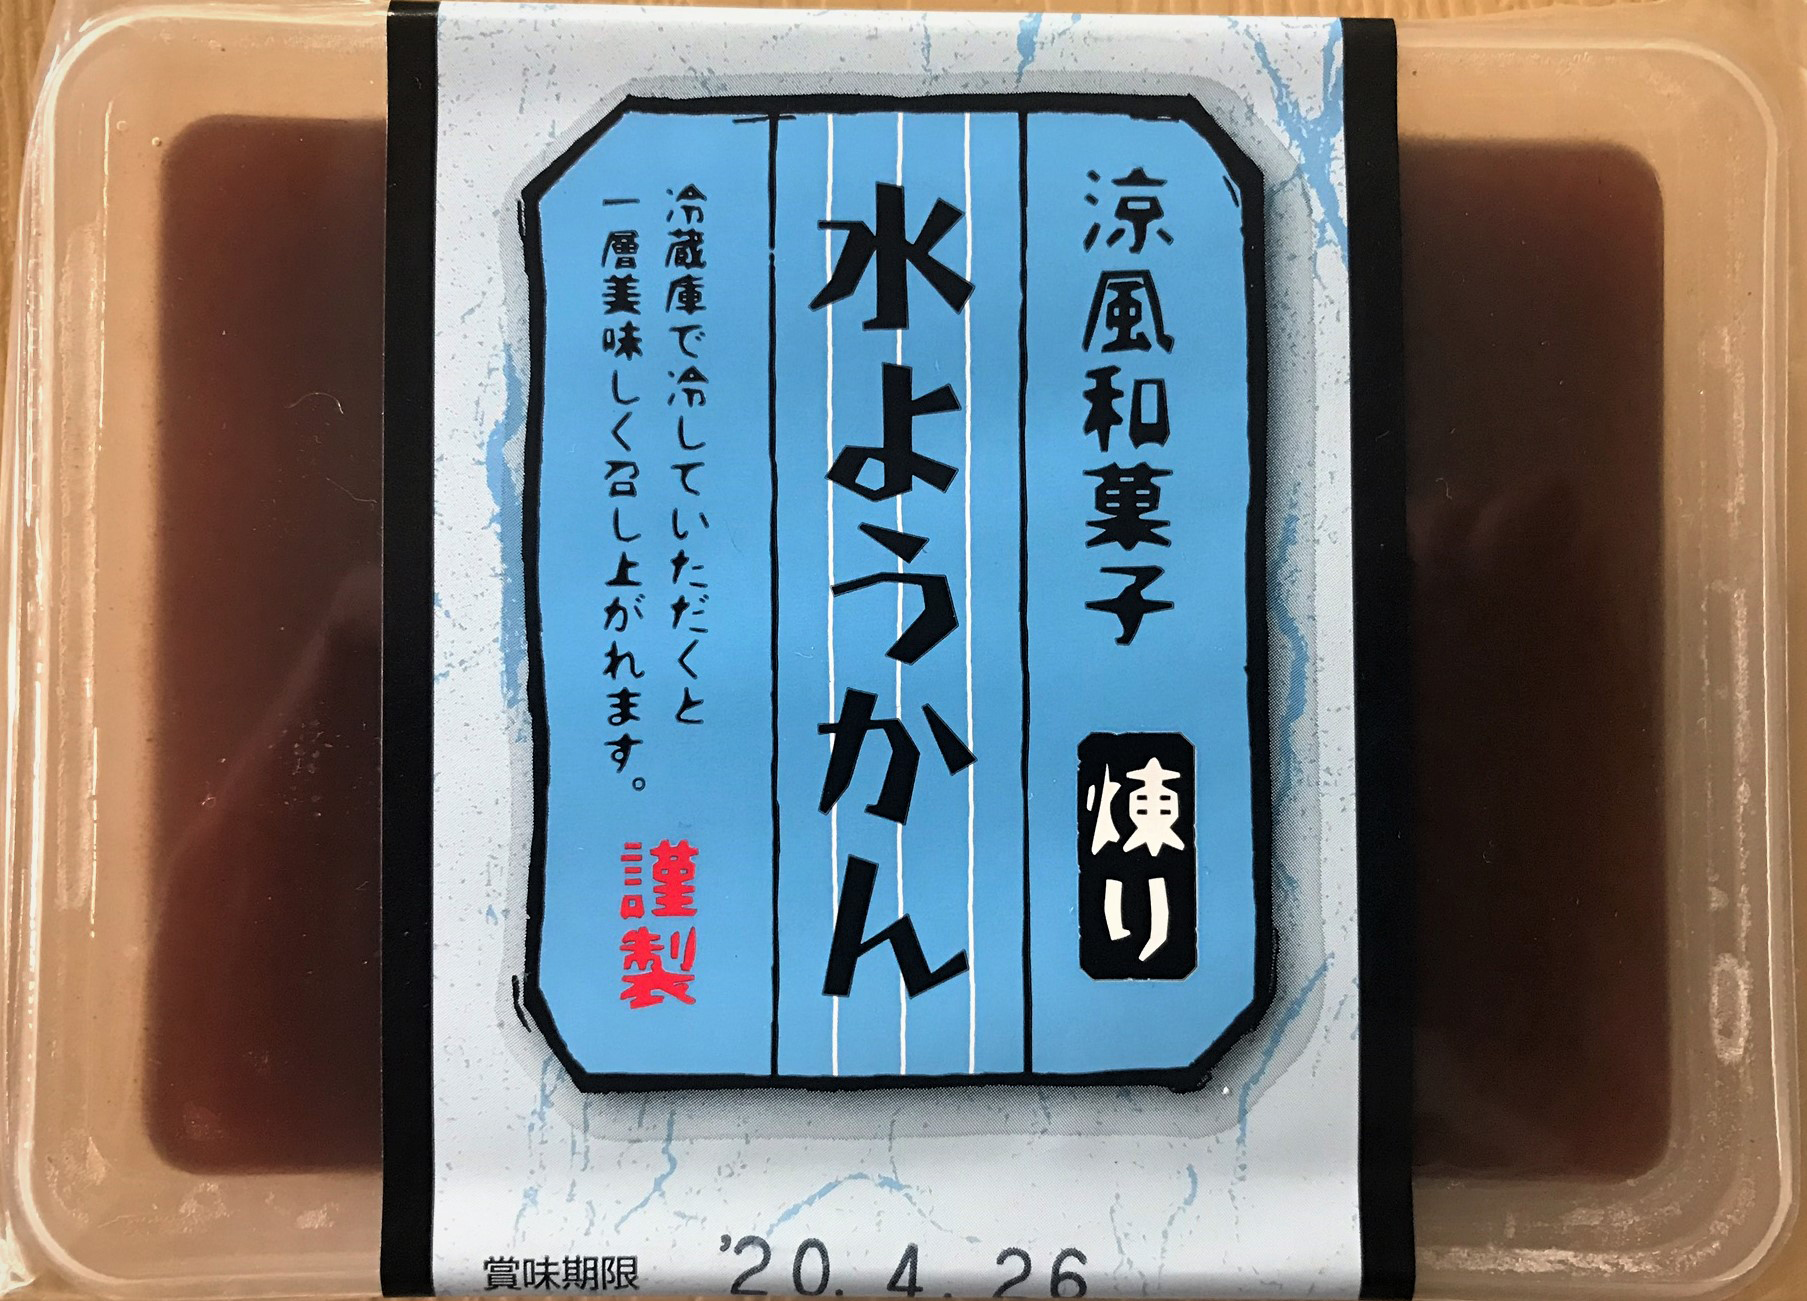 涼風和菓子
煉り
水ようかん
冷蔵庫で冷していただくと
一層美味しく召し上がれます。
謹製
賞味期限 '20.4.26